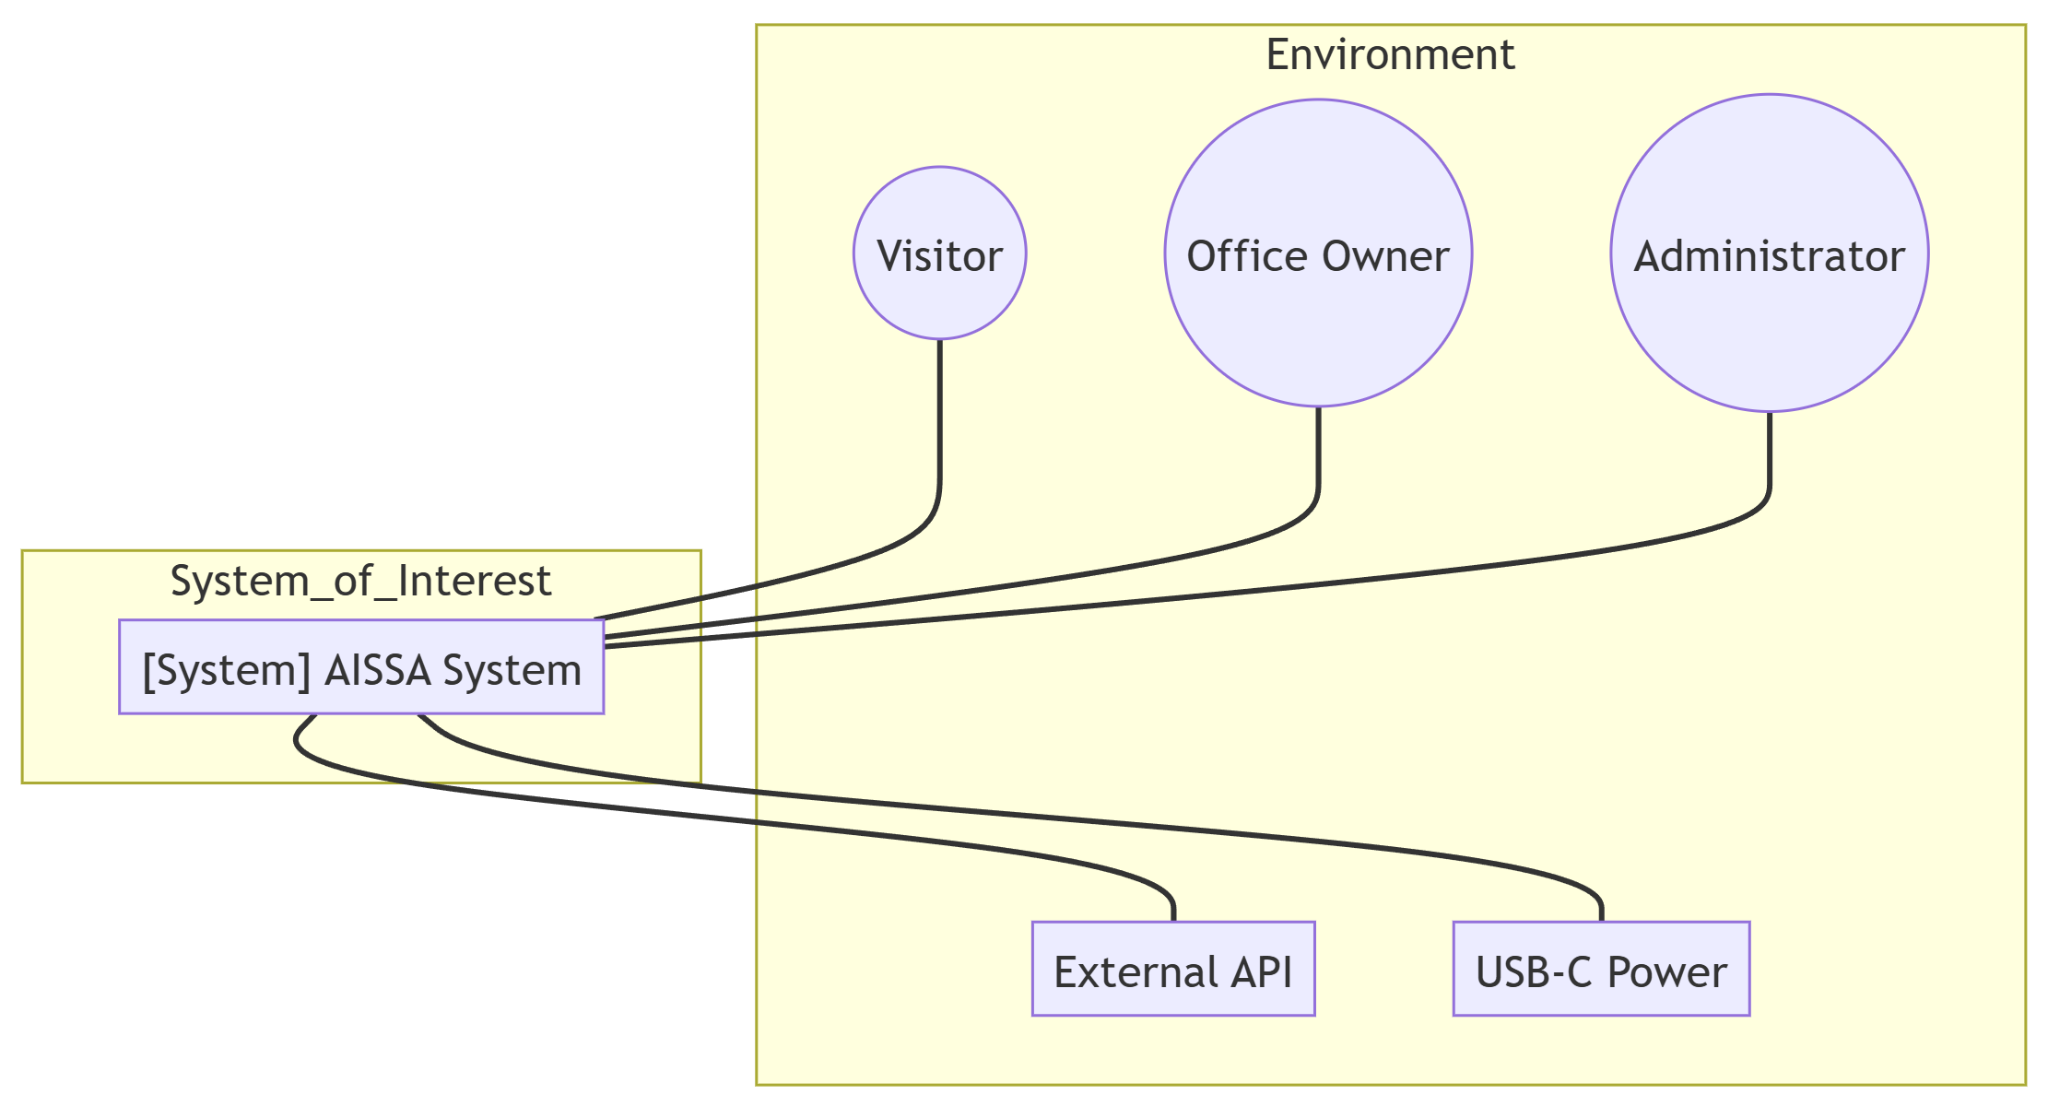 Environment
Visitor
Office Owner
Administrator
System_of_Interest
[System] AISSA System
External API
USB-C Power